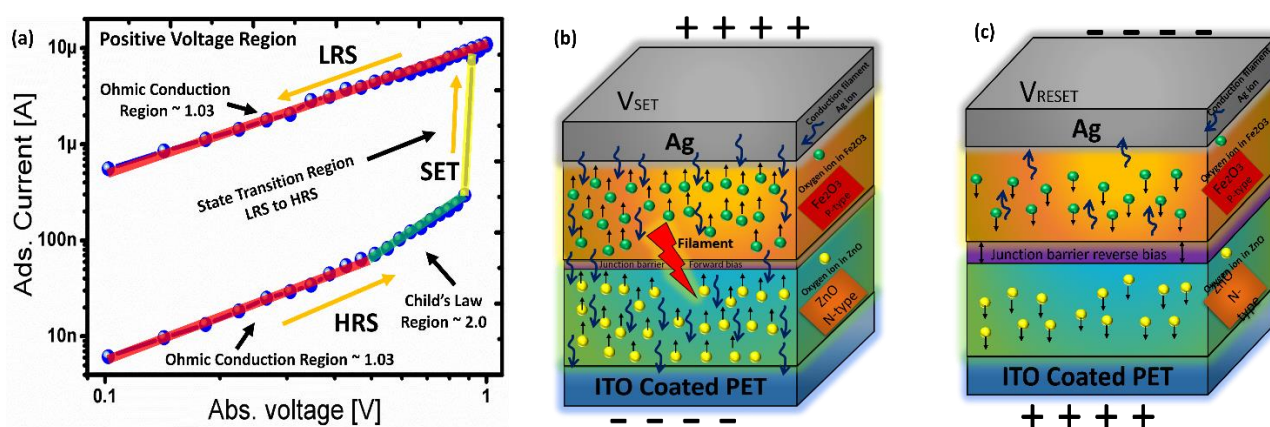 (a)
Positive Voltage Region
LRS
Ohmic Conduction
Region ~ 1.03
State Transition Region
LRS to HRS
SET
Child's Law
Region ~ 2.0
HRS
Ohmic Conduction Region ~ 1.03
10μ
1μ
100n
10n
Ads. Current [A]
0.1
1
Abs. voltage [V]
(b)
+ + + +
VSET
Ag
Conduction filament
Ag ion
Oxygen ion in Fe2O3
Fe2O3
P-type
Filament
Junction barrier
Forward bias
Oxygen ion in ZnO
ZnO
N-type
ITO Coated PET
- - - -
(c)
- - - -
VRESET
Ag
Conduction filament
Ag ion
Oxygen ion in Fe2O3
Fe2O3
P-type
Junction barrier reverse bias
Oxygen ion in ZnO
ZnO
N-
type
ITO Coated PET
+ + + +